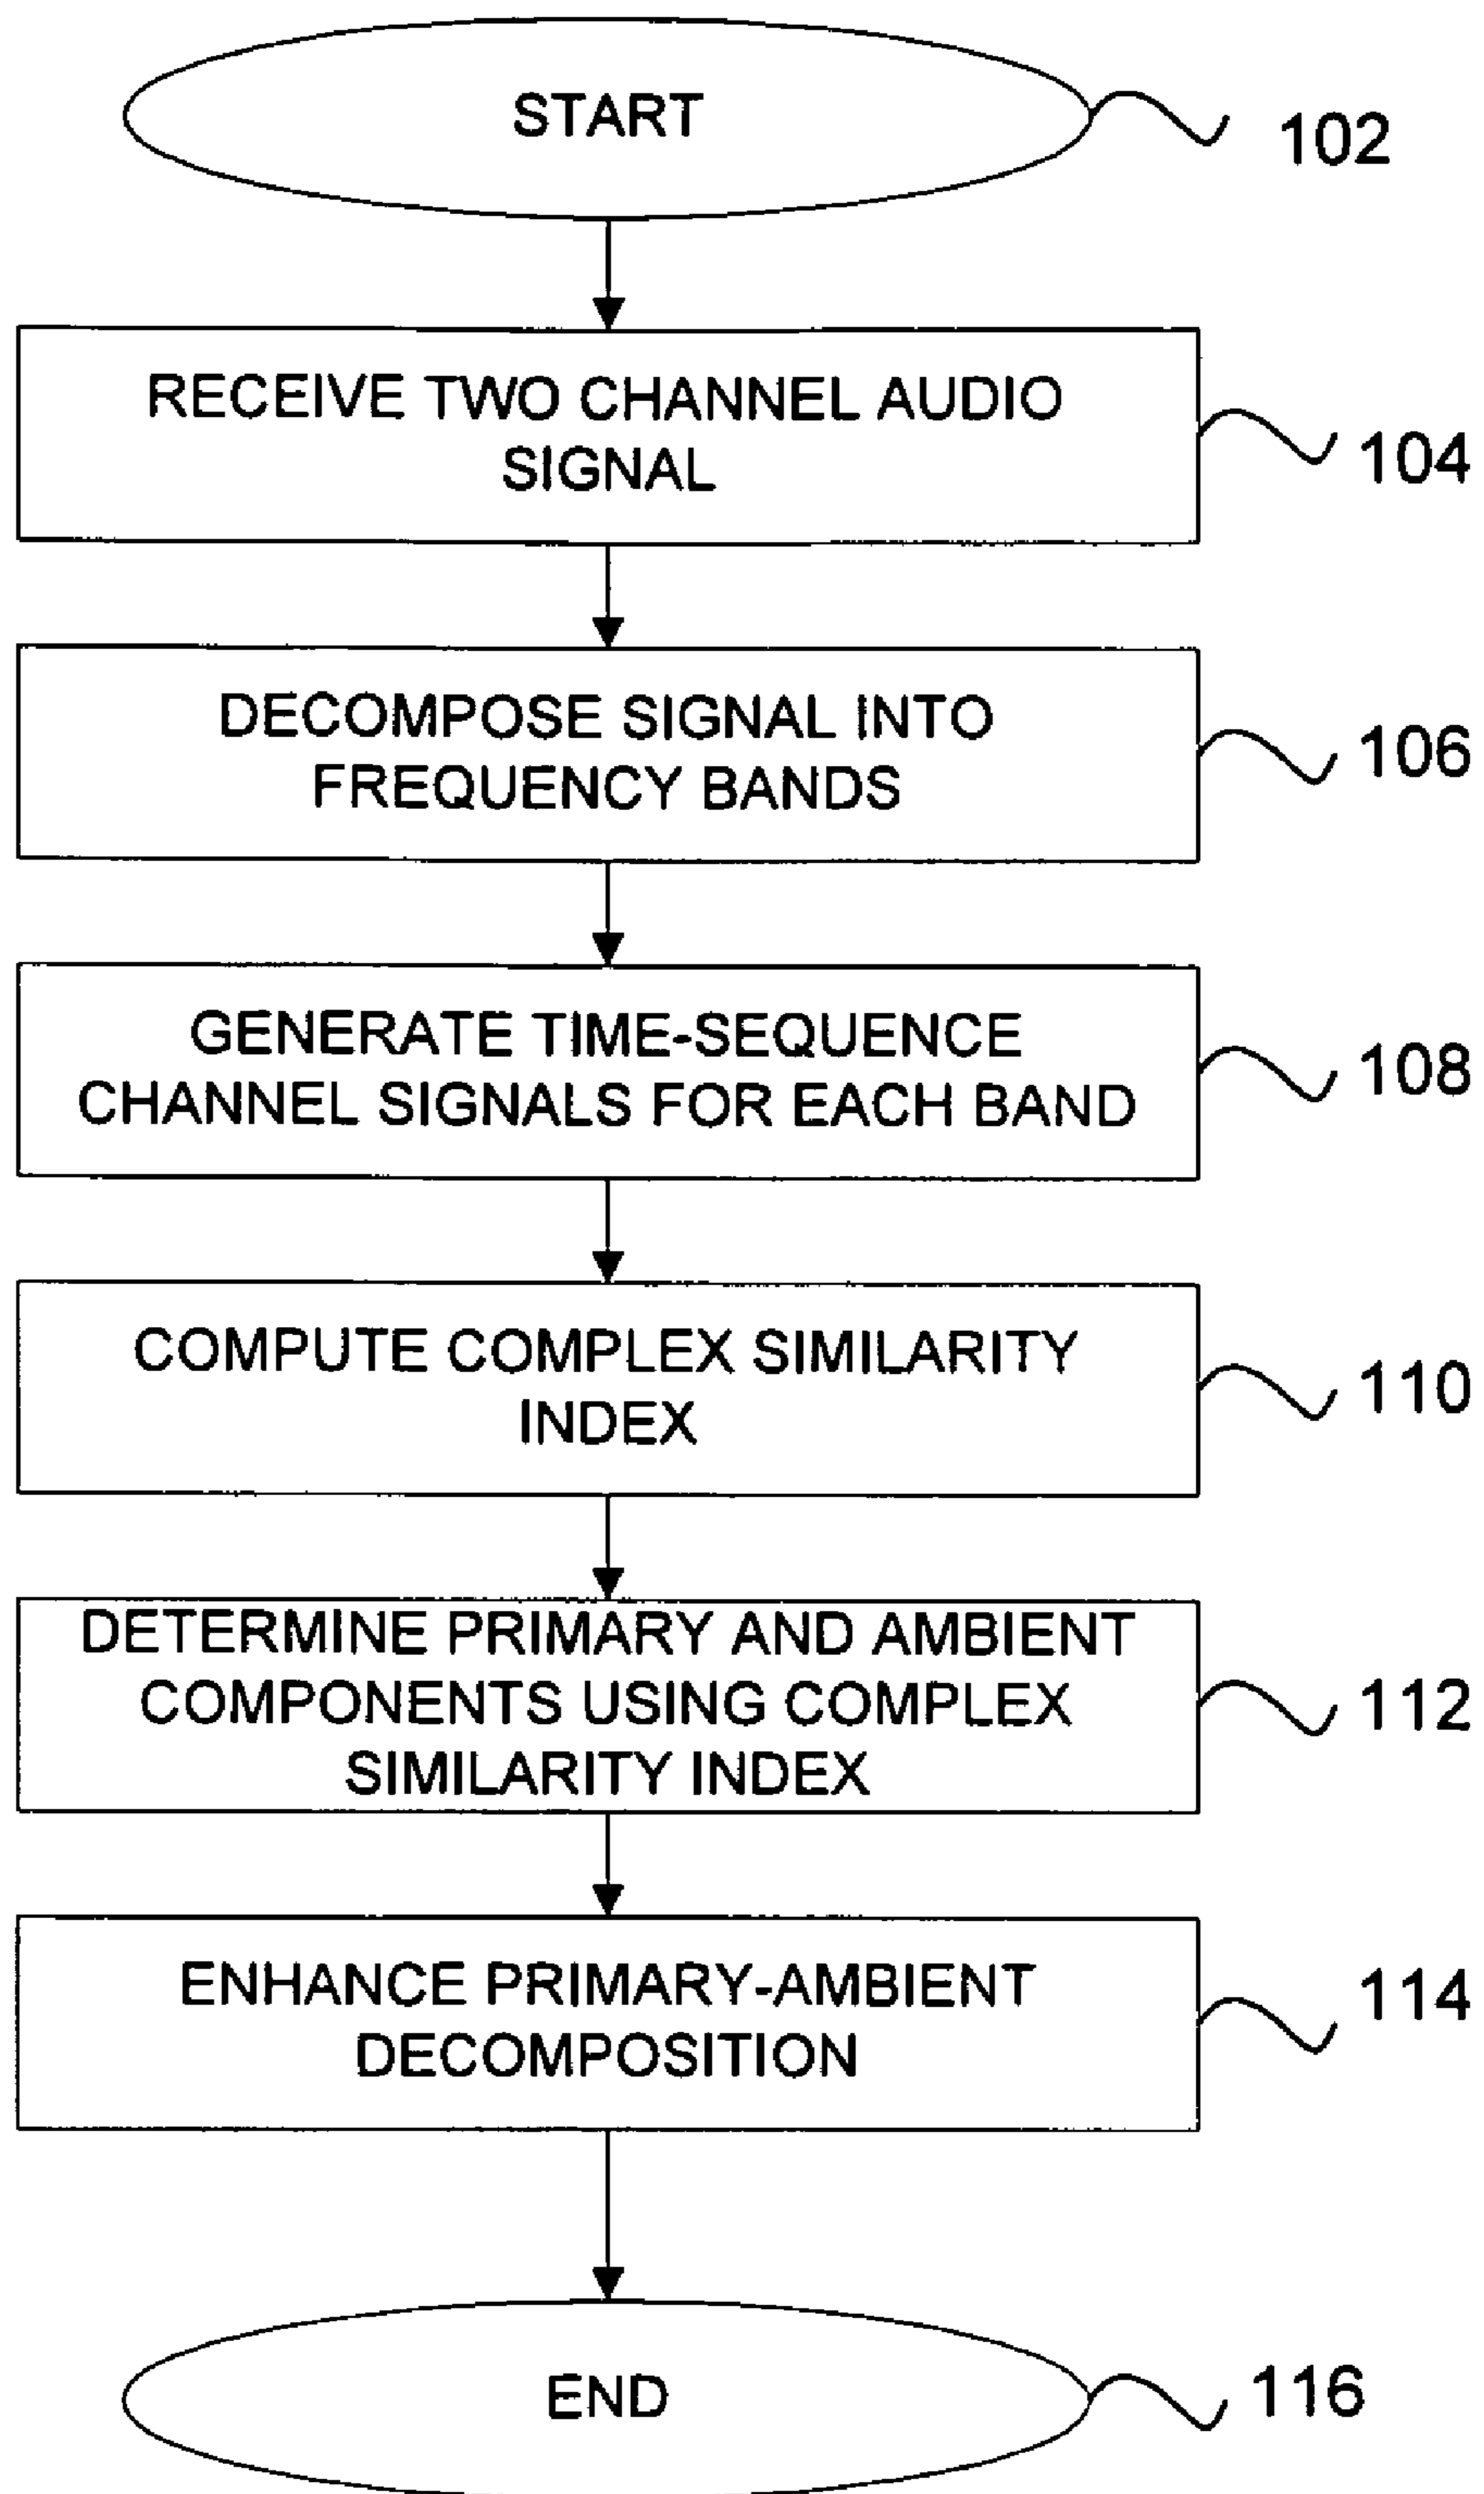 START
102
RECEIVE TWO CHANNEL AUDIO
SIGNAL
104
DECOMPOSE SIGNAL INTO
FREQUENCY BANDS
106
GENERATE TIME-SEQUENCE
CHANNEL SIGNALS FOR EACH BAND
108
COMPUTE COMPLEX SIMILARITY
INDEX
110
DETERMINE PRIMARY AND AMBIENT
COMPONENTS USING COMPLEX
SIMILARITY INDEX
112
ENHANCE PRIMARY-AMBIENT
DECOMPOSITION
114
END
116